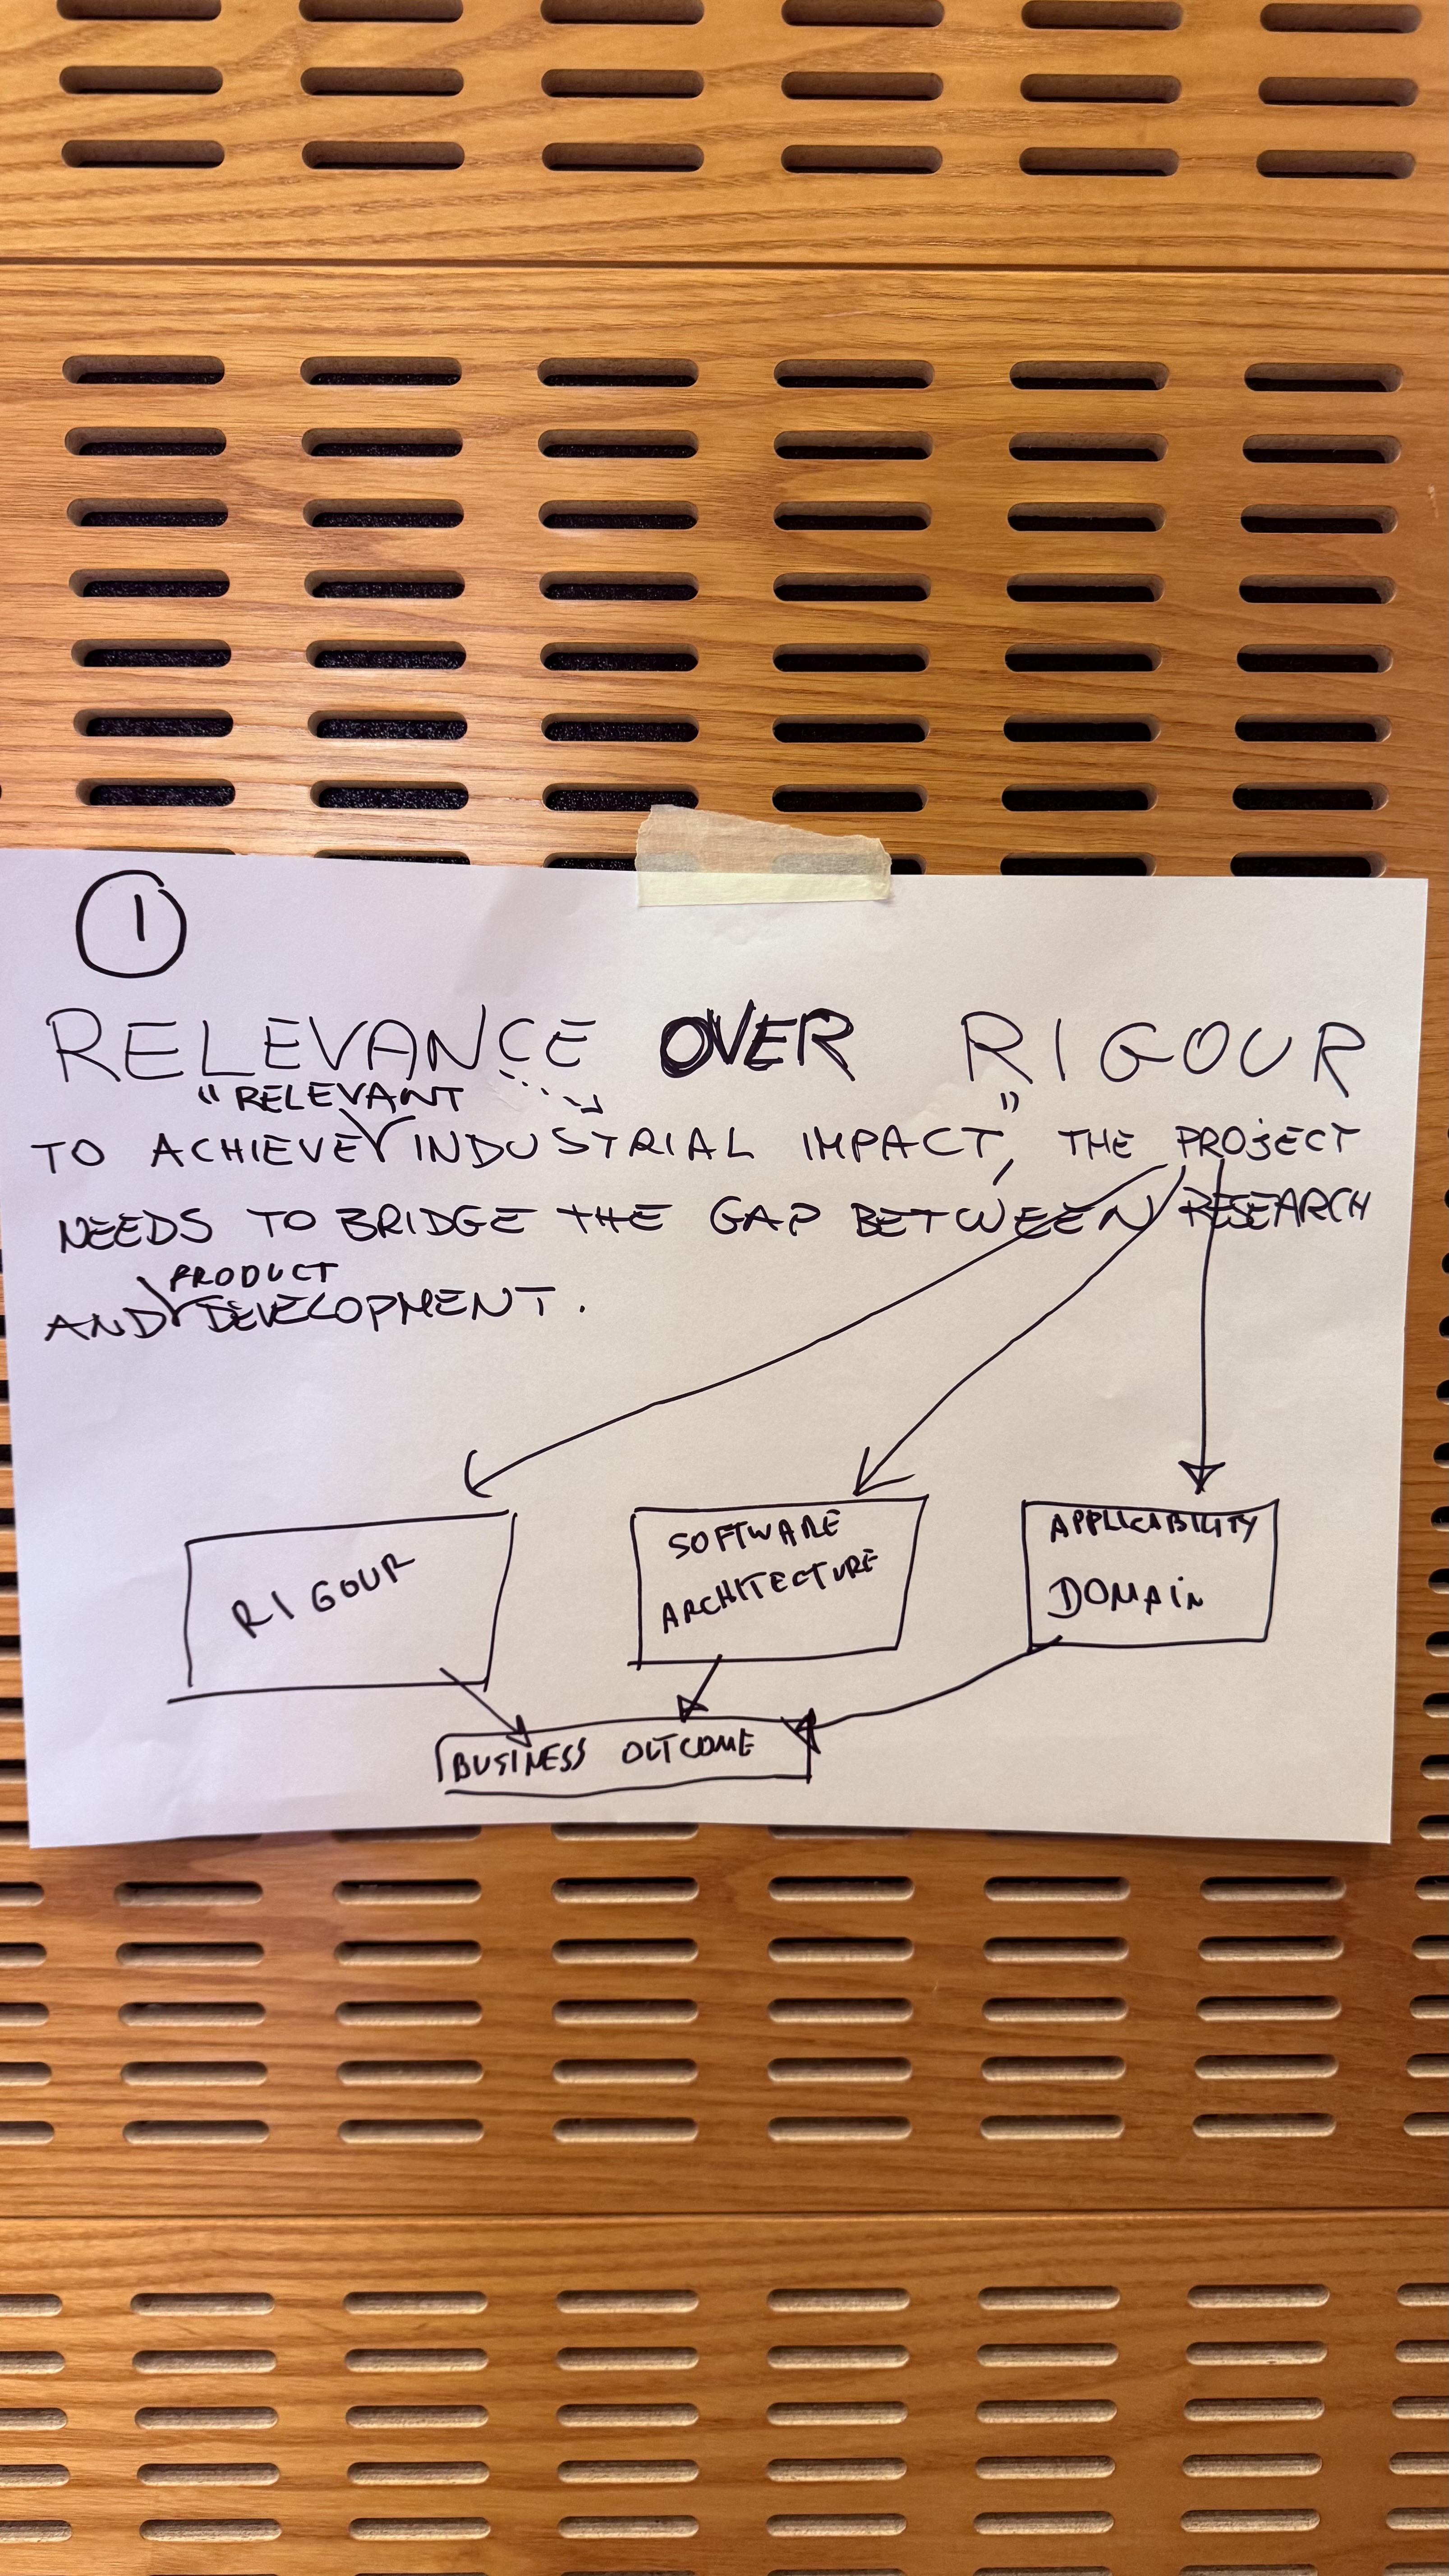 1
RELEVANCE OVER RIGOUR
"RELEVANT
TO ACHIEVE INDUSTRIAL IMPACT", THE PROJECT
NEEDS TO BRIDGE THE GAP BETWEEN RESEARCH
PRODUCT
AND DEVELOPMENT.
RIGOUR
SOFTWARE
ARCHITECTURE
APPLICABILITY
DOMAIN
BUSINESS OUTCOME